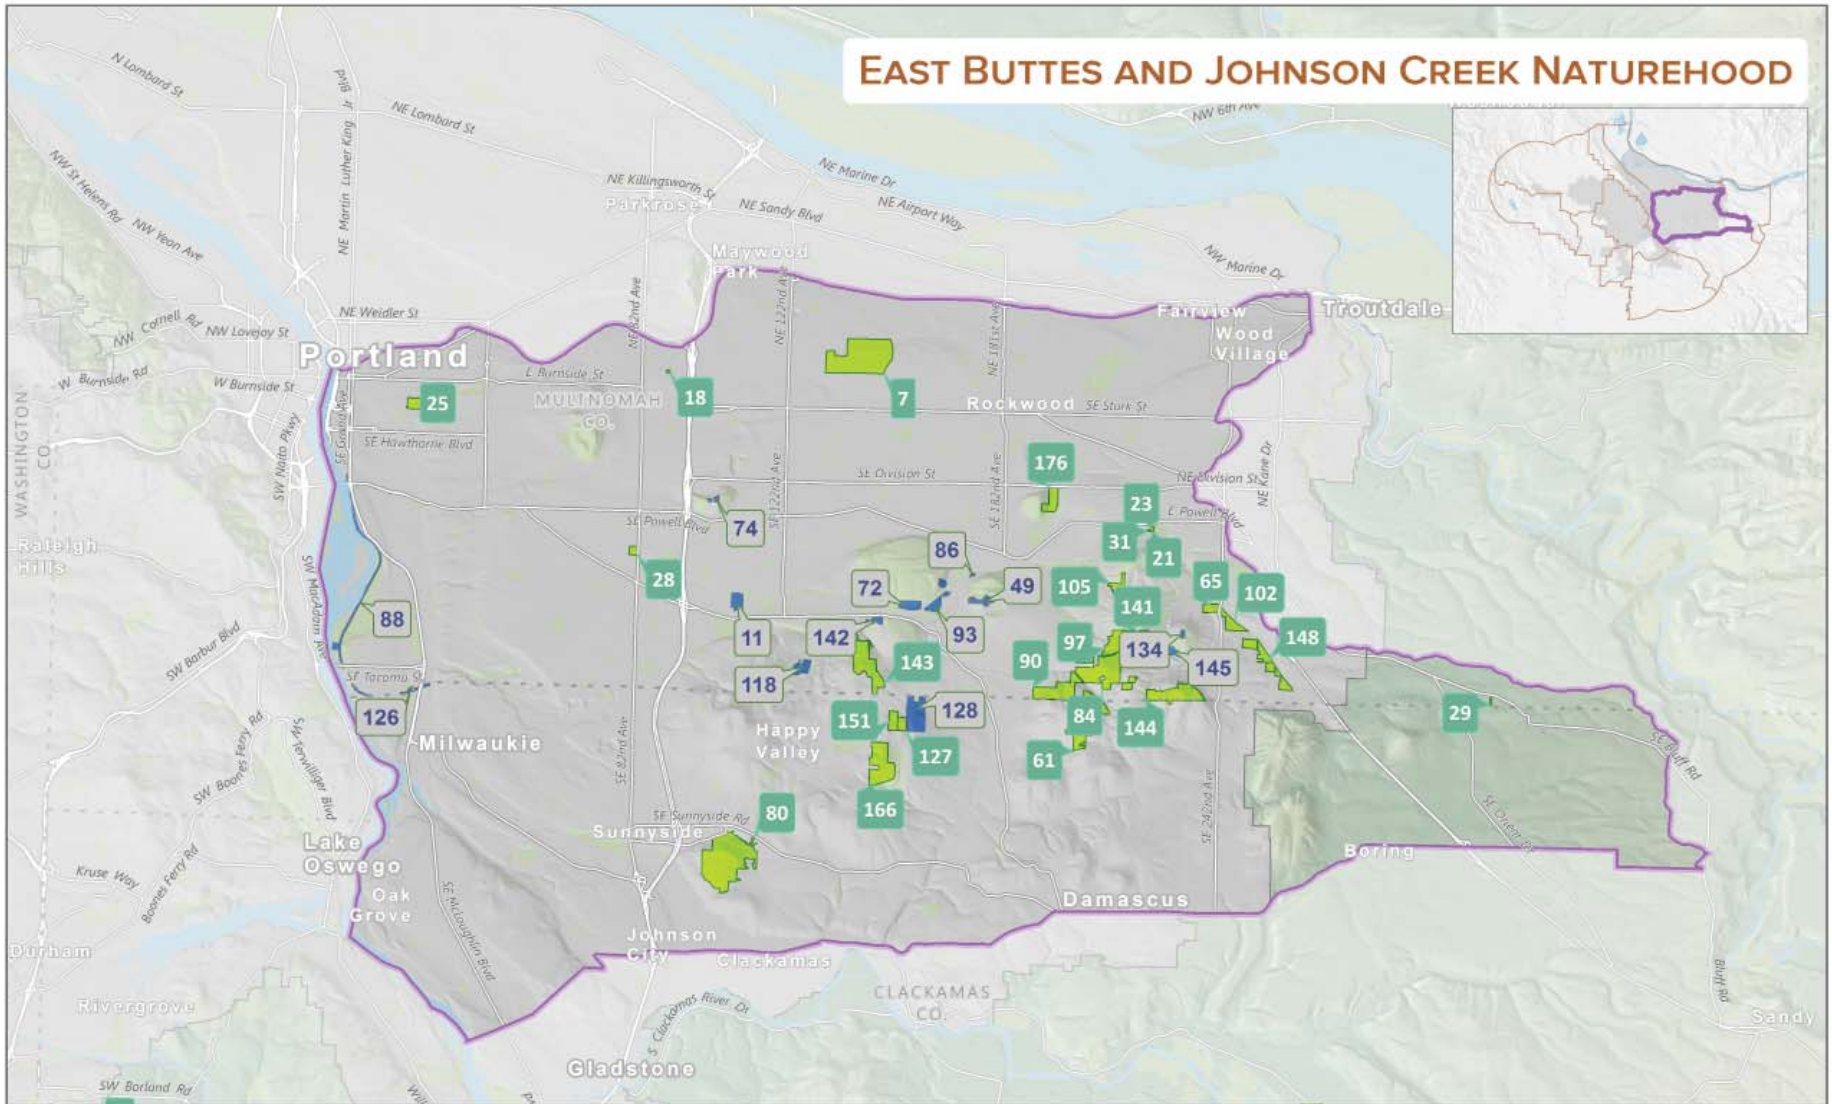 EAST BUTTES AND JOHNSON CREEK NATUREHOOD
N Lombard St
NE Lombard St
NE Martin Luther King Jr Blvd
NW 6th Ave
NW St Helens Rd
NW Yeon Ave
NE Killingsworth St
Parkrose
NE Marine Dr
NE Sandy Blvd
NE Airport Way
NW Marine Dr
Maywood
Park
NE 82nd Ave
NE 122nd Ave
NE 181st Ave
Fairview
Wood
Village
Troutdale
NW Cornell Rd
NW Lovejoy St
NE Weidler St
Portland
W Burnside Rd
W Burnside St
E Burnside St
MULTNOMAH
CO.
25
18
7
Rockwood
SE Stark St
SE Grand Ave
SE Hawthorne Blvd
SW Naito Pkwy
WASHINGTON
CO.
176
SE Division St
NE Division St
NE Kane Dr
SE 122nd Ave
SE 182nd Ave
23
E Powell Blvd
SE Powell Blvd
74
31
21
Raleigh
Hills
SW MacAdam Ave
28
86
72
49
105
65
102
141
88
11
142
93
97
134
148
SW Barbur Blvd
118
143
90
145
SE Tacoma St
126
151
128
84
144
29
Milwaukie
Happy
Valley
127
61
SW Boones Ferry Rd
SW Terwilliger Blvd
SE 82nd Ave
SE 242nd Ave
SE Bluff Rd
166
80
SE Sunnyside Rd
Sunnyside
Lake
Oswego
Boring
Kruse Way
Boones Ferry Rd
Oak
Grove
SE McLoughlin Blvd
Damascus
Johnson
City
Clackamas
Durham
Rivergrove
CLACKAMAS
CO.
S Clackamas River Dr
Bluff Rd
Sandy
Gladstone
SW Borland Rd